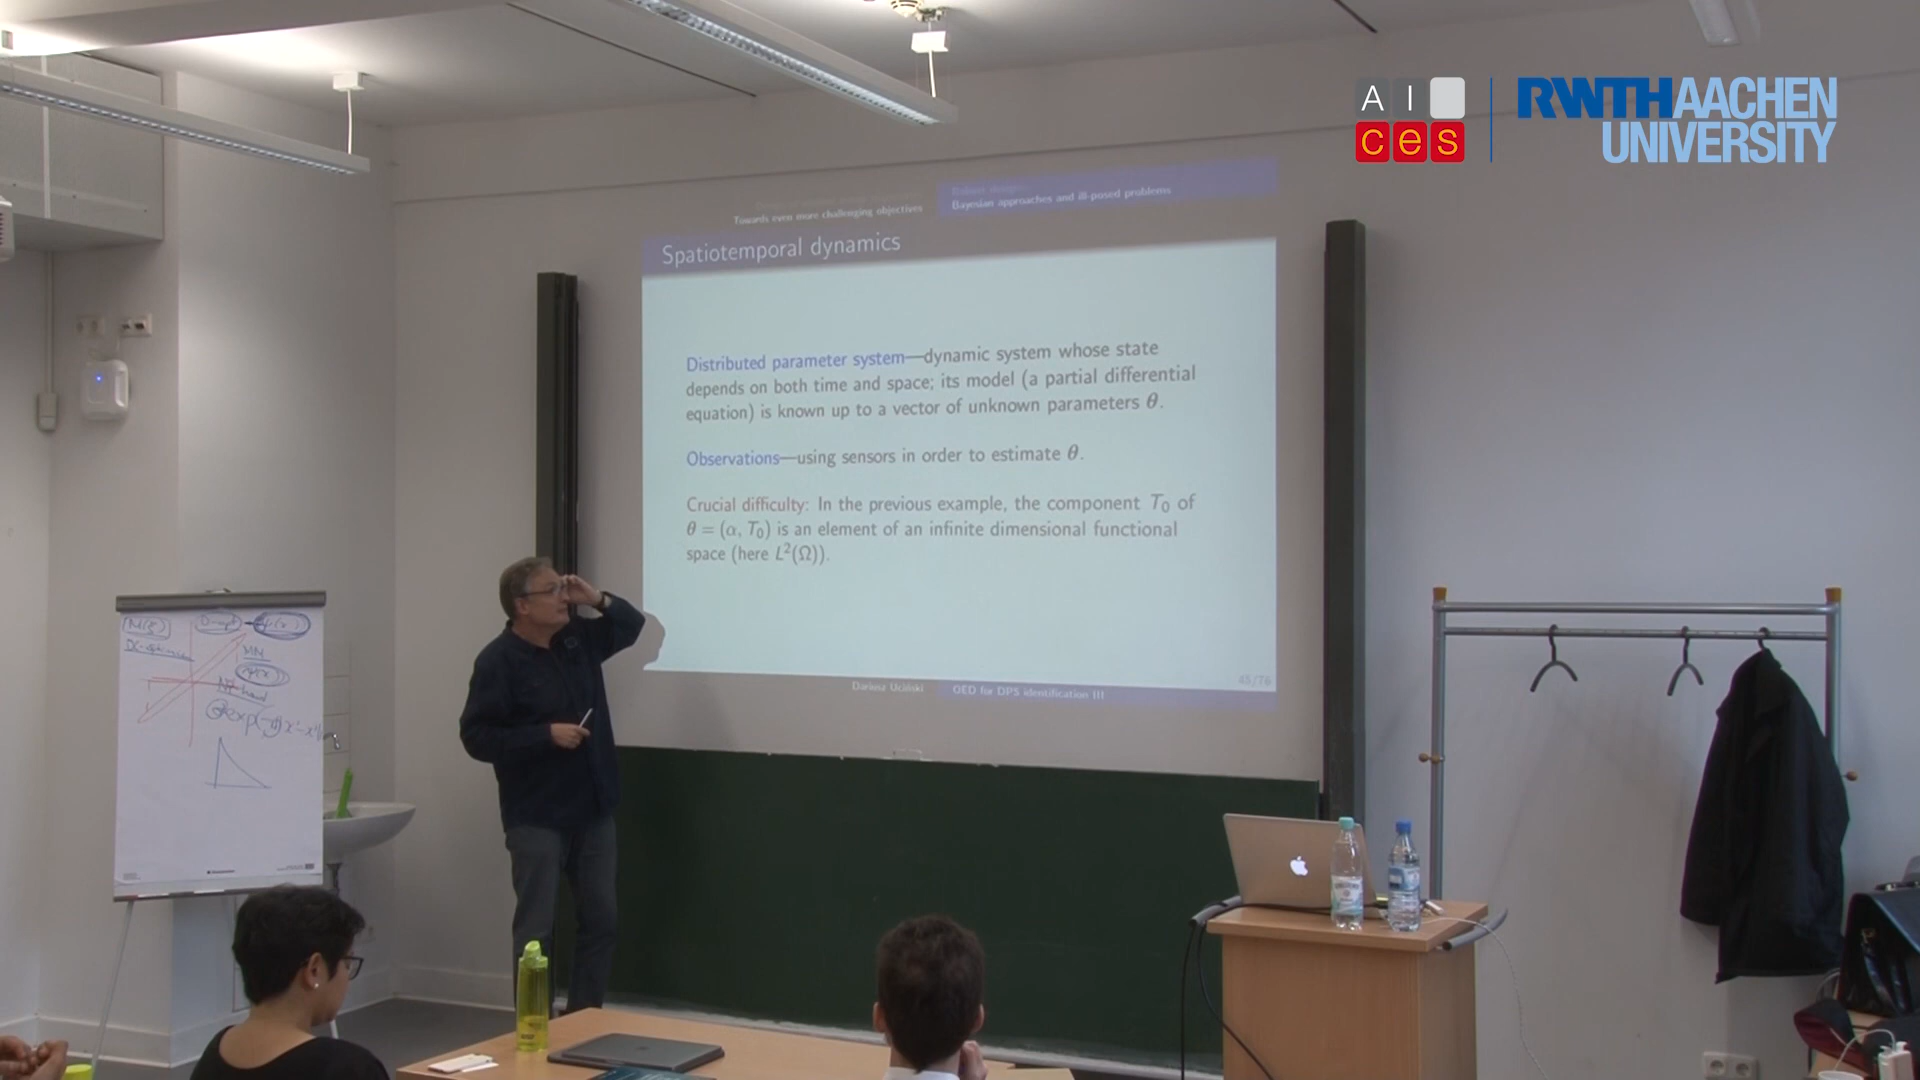 AI
ces
RWTHAACHEN
UNIVERSITY
Towards even more challenging objectives
Robust designs
Bayesian approaches and ill-posed problems
Spatiotemporal dynamics
Distributed parameter system—dynamic system whose state
depends on both time and space; its model (a partial differential
equation) is known up to a vector of unknown parameters θ.
Observations—using sensors in order to estimate θ.
Crucial difficulty: In the previous example, the component T₀ of
θ = (α, T₀) is an element of an infinite dimensional functional
space (here L²(Ω)).
45/76
Dariusz Uciński
OED for DPS identification III
M(ξ)
D-opt